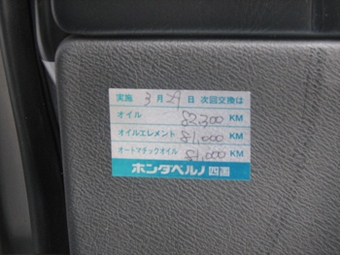 実施 3月29日 次回交換は
オイル 82,300 KM
オイルエレメント 81,000 KM
オートマチックオイル 81,000 KM
ホンダベルノ 四国